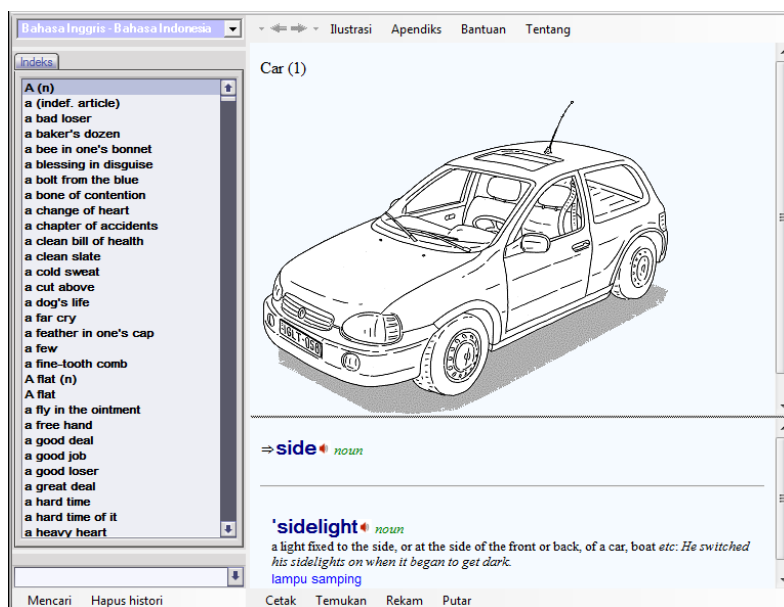 Bahasa Inggris - Bahasa Indonesia
Ilustrasi Apendiks Bantuan Tentang
Indeks
A (n)
a (indef. article)
a bad loser
a baker's dozen
a bee in one's bonnet
a blessing in disguise
a bolt from the blue
a bone of contention
a change of heart
a chapter of accidents
a clean bill of health
a clean slate
a cold sweat
a cut above
a dog's life
a far cry
a feather in one's cap
a few
a fine-tooth comb
A flat (n)
A flat
a fly in the ointment
a free hand
a good deal
a good job
a good loser
a great deal
a hard time
a hard time of it
a heavy heart
Mencari Hapus histori
Car (1)
GLT-058
⇒side noun
'sidelight noun
a light fixed to the side, or at the side of the front or back, of a car, boat etc: He switched
his sidelights on when it began to get dark.
lampu samping
Cetak Temukan Rekam Putar